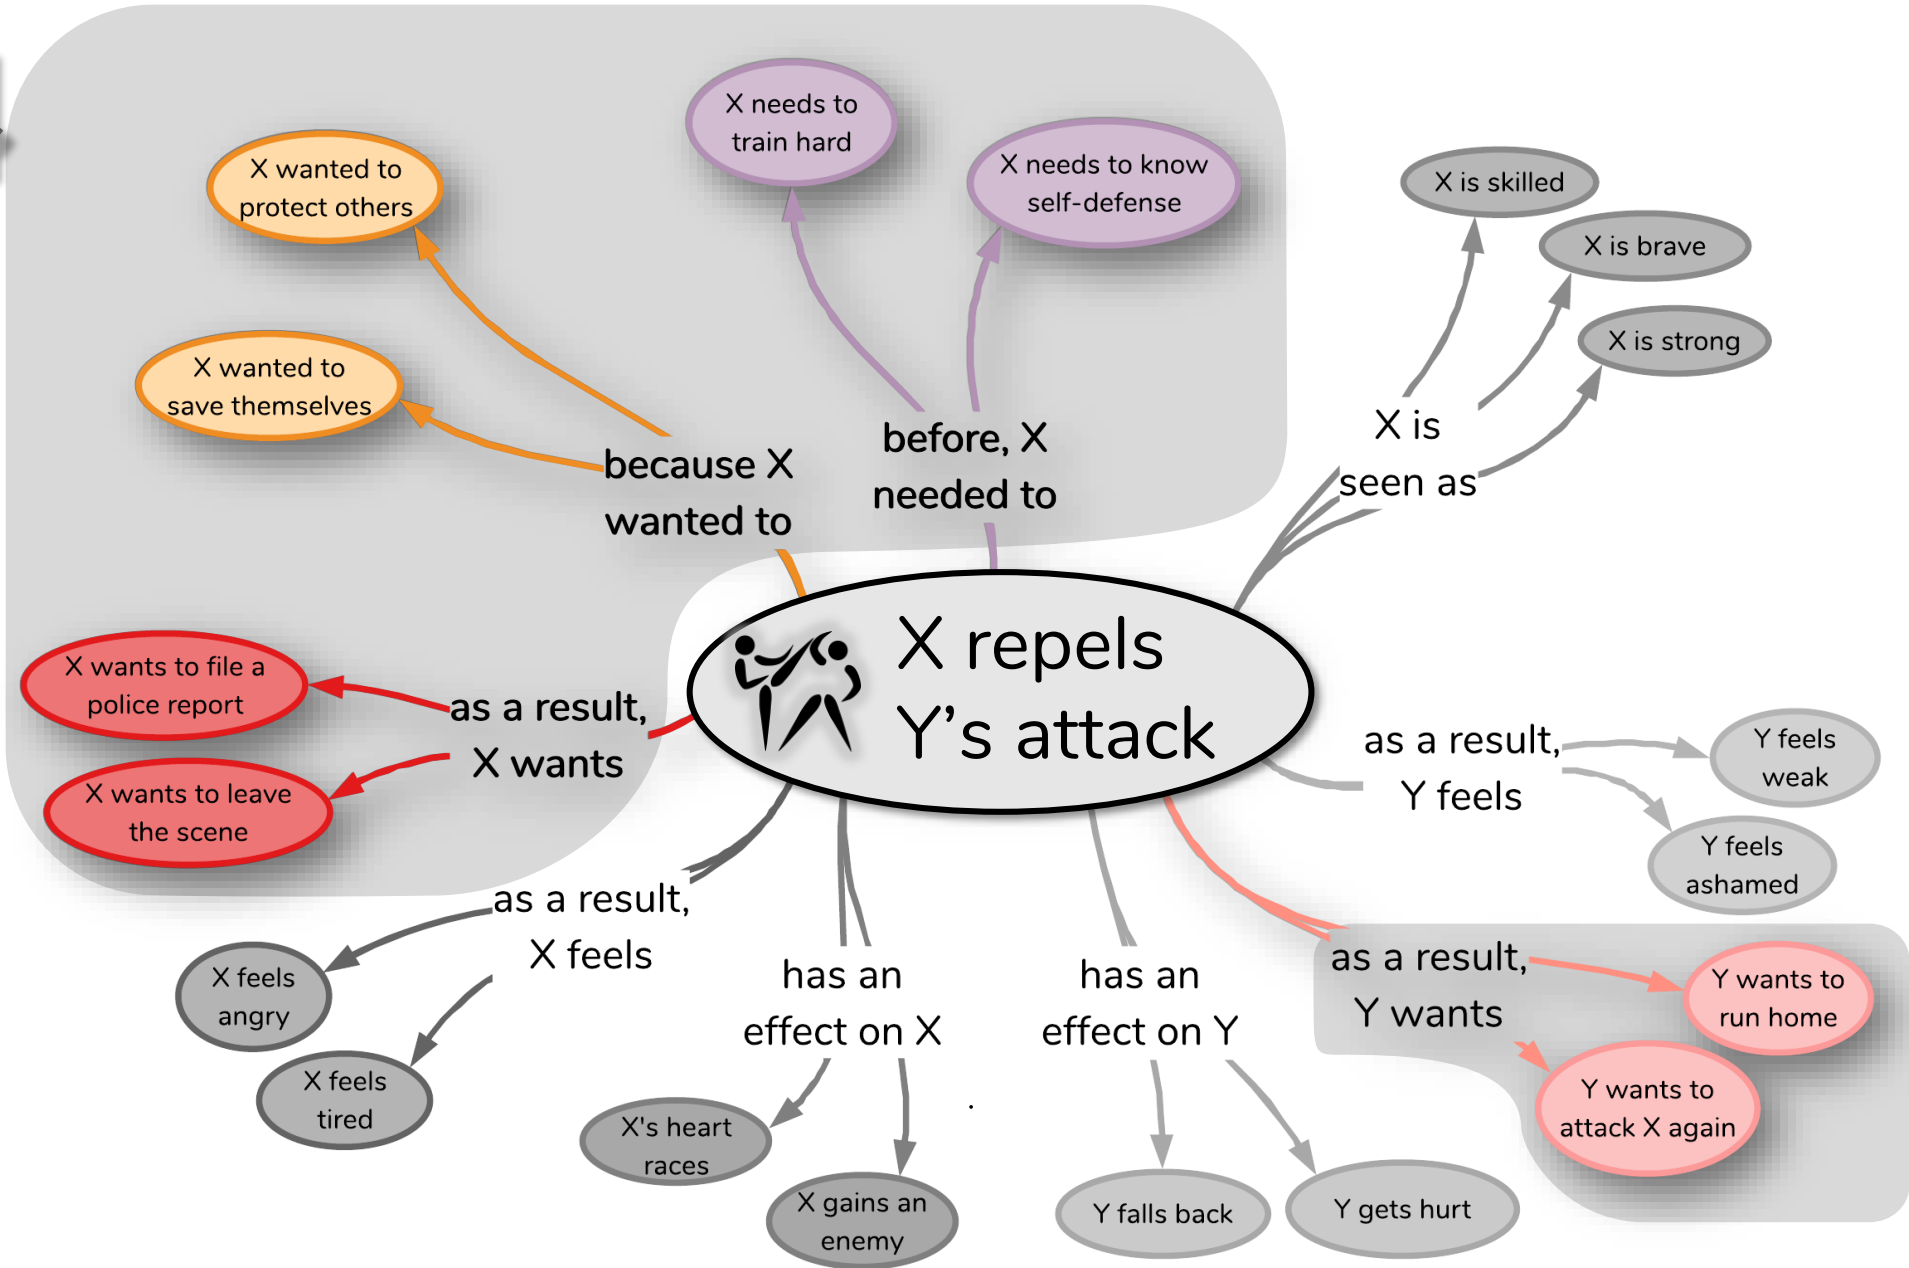 X needs to
train hard
X needs to know
self-defense
X wanted to
protect others
X wanted to
save themselves
because X
wanted to
before, X
needed to
X is skilled
X is brave
X is strong
X is
seen as
X repels
Y's attack
X wants to file a
police report
X wants to leave
the scene
as a result,
X wants
as a result,
Y feels
Y feels
weak
Y feels
ashamed
as a result,
X feels
X feels
angry
X feels
tired
has an
effect on X
X's heart
races
X gains an
enemy
has an
effect on Y
Y falls back
Y gets hurt
as a result,
Y wants
Y wants to
run home
Y wants to
attack X again